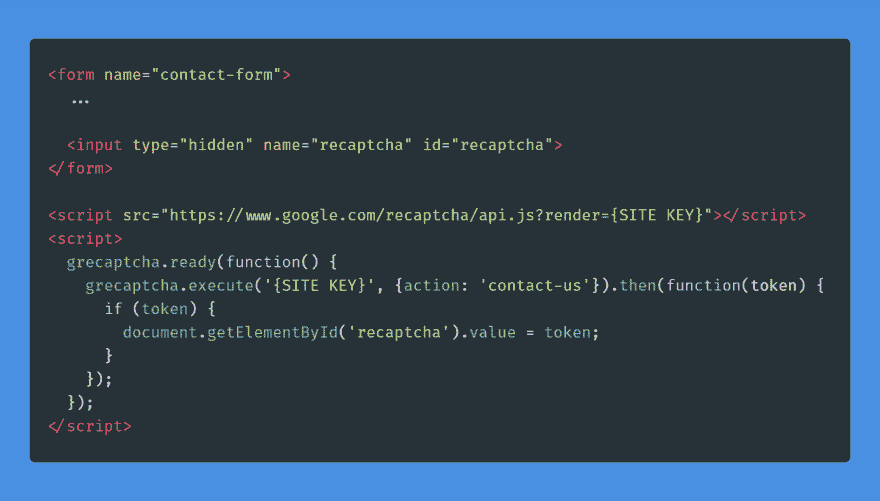 <form name="contact-form">
...
<input type="hidden" name="recaptcha" id="recaptcha">
</form>
<script src="https://www.google.com/recaptcha/api.js?render={SITE KEY}"></script>
<script>
grecaptcha.ready(function() {
grecaptcha.execute('{SITE KEY}', {action: 'contact-us'}).then(function(token) {
if (token) {
document.getElementById('recaptcha').value = token;
}
});
});
</script>